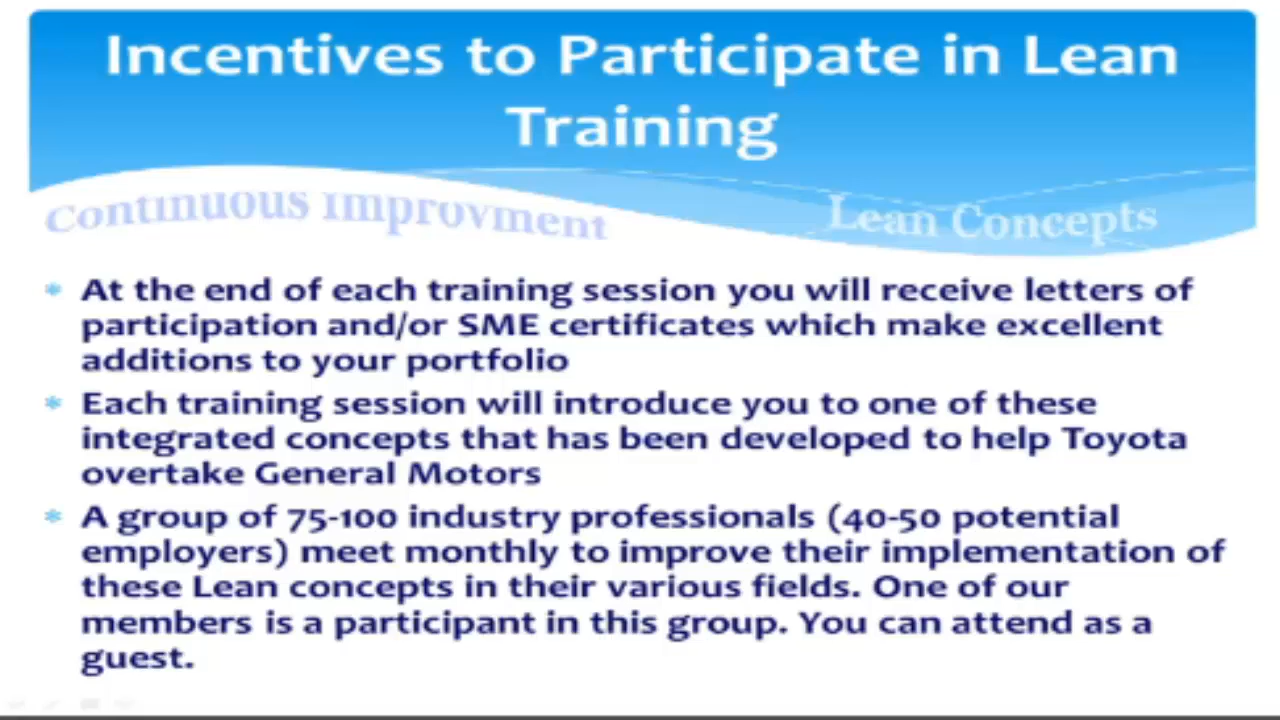 Incentives to Participate in Lean
Training
Continuous Improvment
Lean Concepts
At the end of each training session you will receive letters of
participation and/or SME certificates which make excellent
additions to your portfolio
Each training session will introduce you to one of these
integrated concepts that has been developed to help Toyota
overtake General Motors
A group of 75-100 industry professionals (40-50 potential
employers) meet monthly to improve their implementation of
these Lean concepts in their various fields. One of our
members is a participant in this group. You can attend as a
guest.